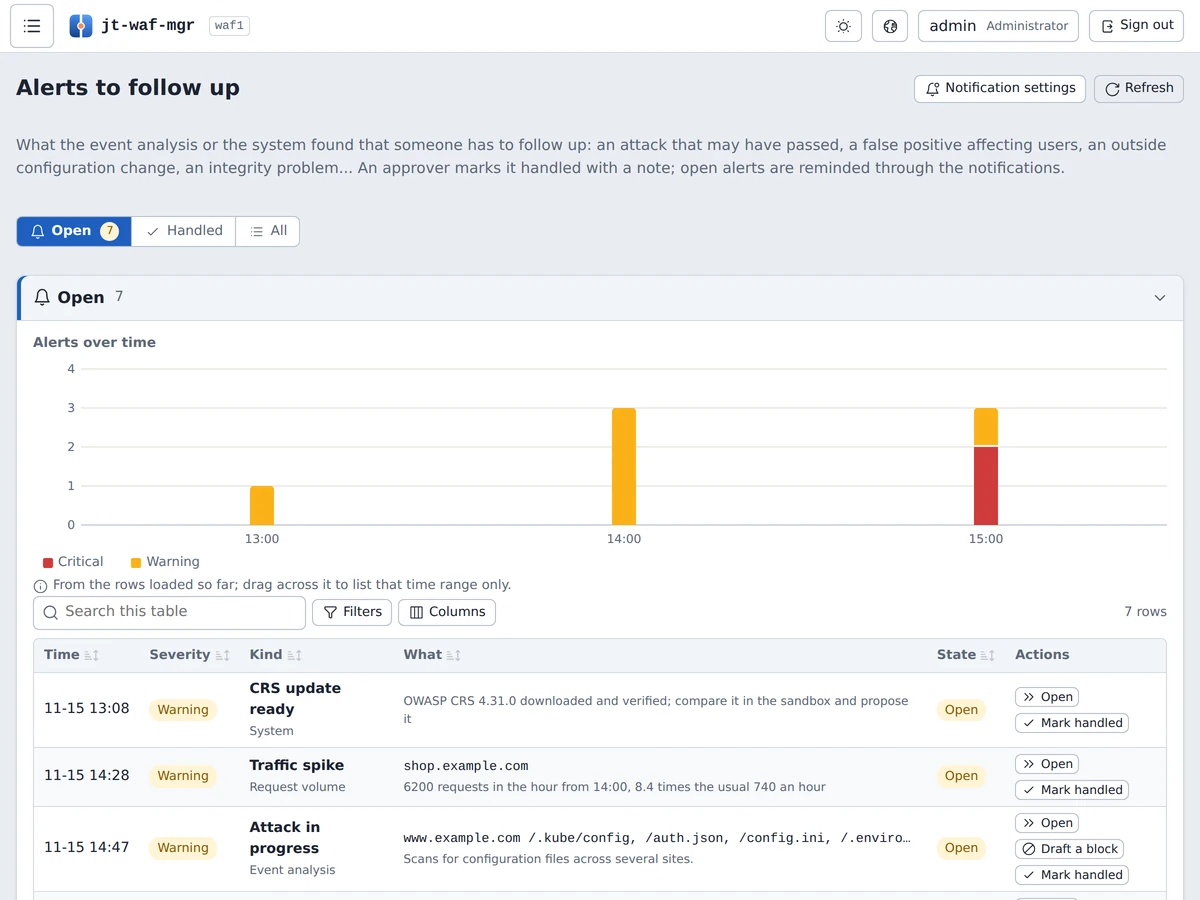 jt-waf-mgr waf1 admin Administrator Sign out
Alerts to follow up
Notification settings Refresh
What the event analysis or the system found that someone has to follow up: an attack that may have passed, a false positive affecting users, an outside
configuration change, an integrity problem... An approver marks it handled with a note; open alerts are reminded through the notifications.
Open 7 Handled All
Open 7
Alerts over time
4
3
2
1
0
13:00 14:00 15:00
Critical Warning
From the rows loaded so far; drag across it to list that time range only.
Search this table Filters Columns 7 rows
Time Severity Kind What State Actions
11-15 13:08 Warning CRS update ready
System
OWASP CRS 4.31.0 downloaded and verified; compare it in the sandbox and propose
it
Open
Open
Mark handled
11-15 14:28 Warning Traffic spike
Request volume
shop.example.com
6200 requests in the hour from 14:00, 8.4 times the usual 740 an hour
Open
Open
Mark handled
11-15 14:47 Warning Attack in progress
Event analysis
www.example.com /.kube/config, /auth.json, /config.ini, /.enviro…
Scans for configuration files across several sites.
Open
Open
Draft a block
Mark handled